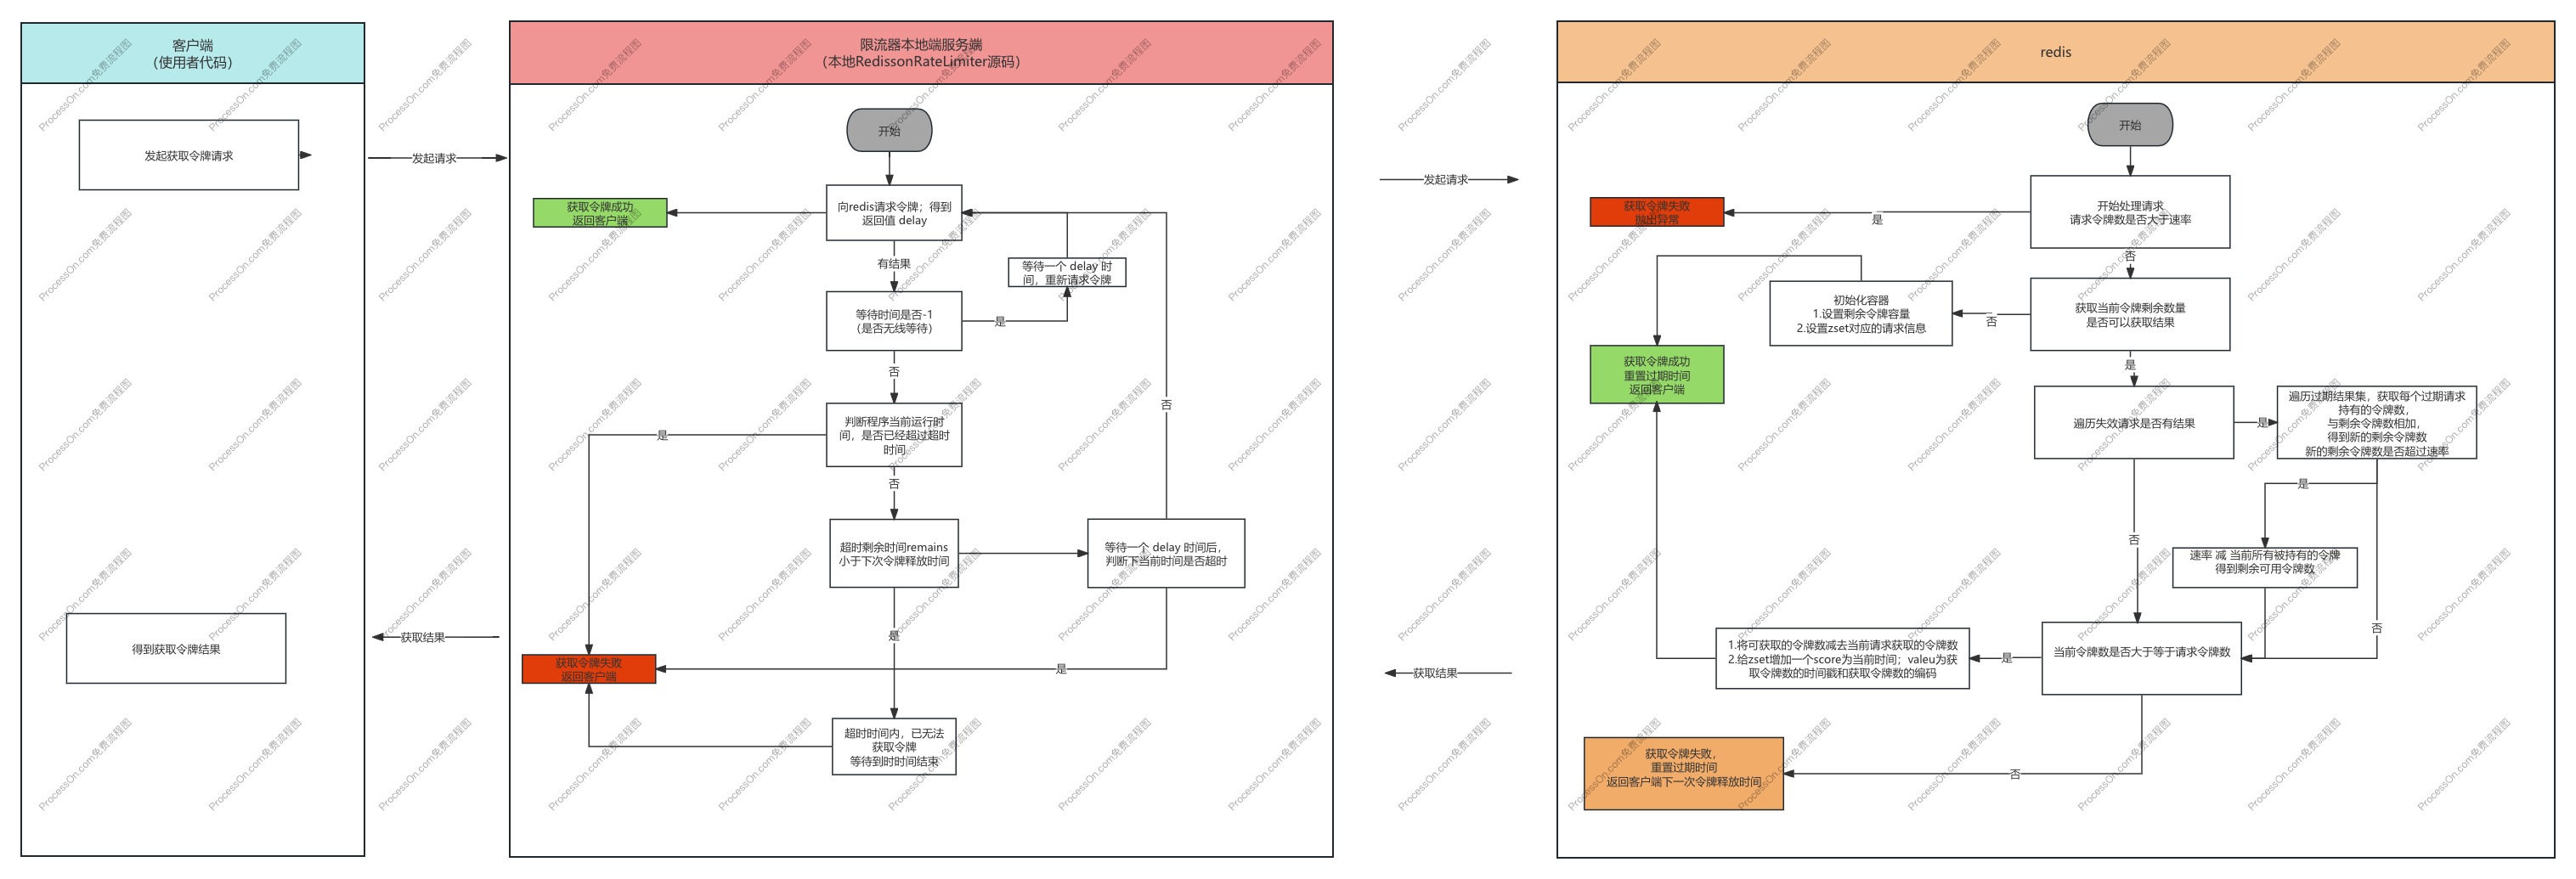 客户端
（使用者代码）
发起获取令牌请求
得到获取令牌结果
发起请求
获取结果
限流器本地端服务端
（本地RedissonRateLimiter源码）
开始
向redis请求令牌；得到
返回值 delay
获取令牌成功
返回客户端
有结果
等待一个 delay 时
间，重新请求令牌
等待时间是否-1
（是否无线等待）
是
否
判断程序当前运行时
间，是否已经超过超时
时间
是
否
否
超时剩余时间remains
小于下次令牌释放时间
等待一个 delay 时间后，
判断下当前时间是否超时
是
是
获取令牌失败
返回客户端
超时时间内，已无法
获取令牌
等待到时时间结束
发起请求
获取结果
redis
开始
开始处理请求
请求令牌数是否大于速率
是
获取令牌失败
抛出异常
否
获取当前令牌剩余数量
是否可以获取结果
否
初始化容器
1.设置剩余令牌容量
2.设置zset对应的请求信息
获取令牌成功
重置过期时间
返回客户端
是
遍历失效请求是否有结果
是
遍历过期结果集，获取每个过期请求
持有的令牌数，
与剩余令牌数相加，
得到新的剩余令牌数
新的剩余令牌数是否超过速率
是
否
速率 减 当前所有被持有的令牌
得到剩余可用令牌数
否
当前令牌数是否大于等于请求令牌数
是
1.将可获取的令牌数减去当前请求获取的令牌数
2.给zset增加一个score为当前时间；valeu为获
取令牌数的时间戳和获取令牌数的编码
否
获取令牌失败，
重置过期时间
返回客户端下一次令牌释放时间
ProcessOn.com免费流程图